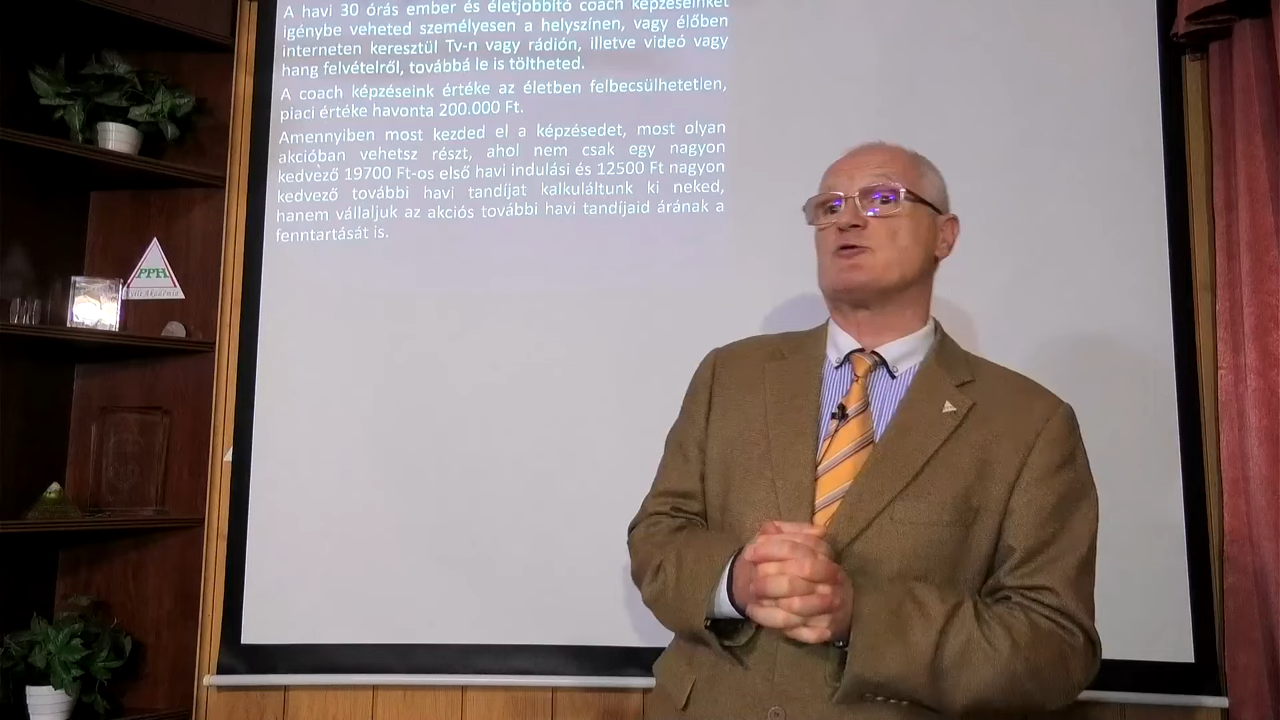 A havi 30 órás ember és életjobbító coach képzéseinket
igénybe veheted személyesen a helyszínen, vagy élőben
interneten keresztül Tv-n vagy rádión, illetve videó vagy
hang felvételről, továbbá le is töltheted.
A coach képzéseink értéke az életben felbecsülhetetlen,
piaci értéke havonta 200.000 Ft.
Amennyiben most kezded el a képzésedet, most olyan
akcióban vehetsz részt, ahol nem csak egy nagyon
kedvező 19700 Ft-os első havi indulási és 12500 Ft nagyon
kedvező további havi tandíjat kalkuláltunk ki neked,
hanem vállaljuk az akciós további havi tandíjaid árának a
fenntartását is.
PPH
Nyílt Akadémia